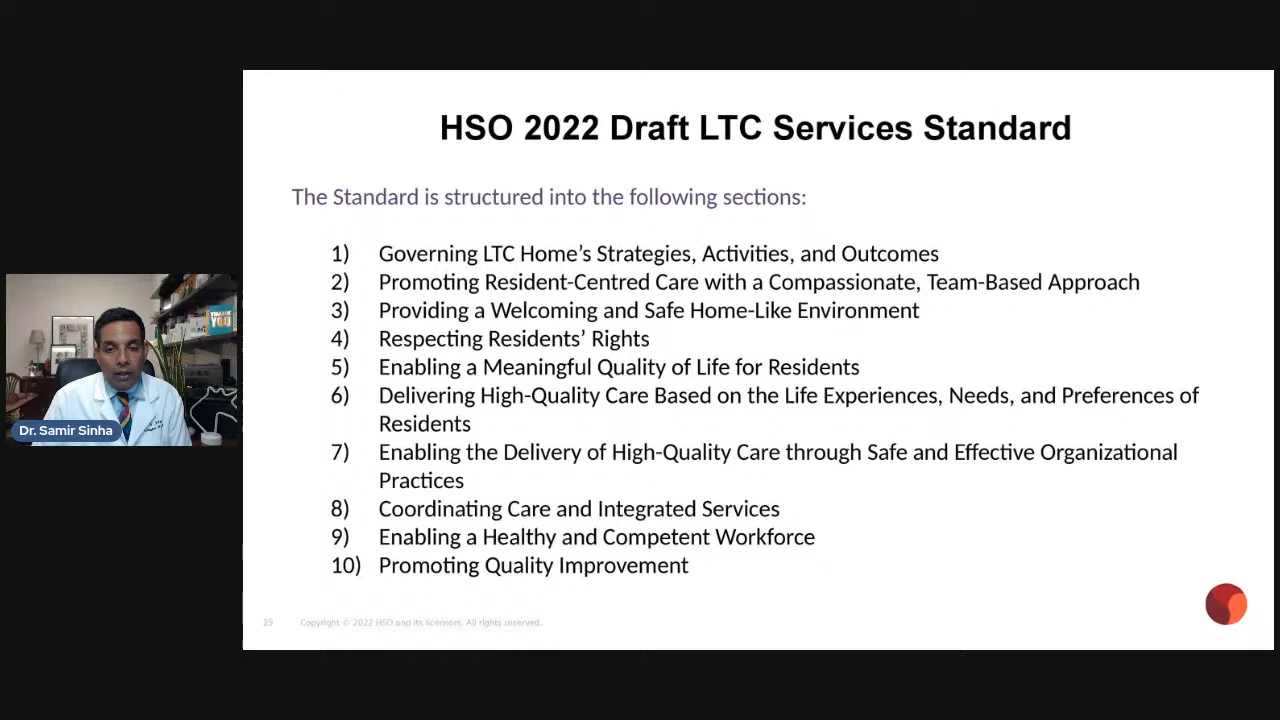 HSO 2022 Draft LTC Services Standard
The Standard is structured into the following sections:
1) Governing LTC Home's Strategies, Activities, and Outcomes
2) Promoting Resident-Centred Care with a Compassionate, Team-Based Approach
3) Providing a Welcoming and Safe Home-Like Environment
4) Respecting Residents' Rights
5) Enabling a Meaningful Quality of Life for Residents
6) Delivering High-Quality Care Based on the Life Experiences, Needs, and Preferences of
Residents
7) Enabling the Delivery of High-Quality Care through Safe and Effective Organizational
Practices
8) Coordinating Care and Integrated Services
9) Enabling a Healthy and Competent Workforce
10) Promoting Quality Improvement
25 Copyright © 2022 HSO and its licensors. All rights reserved.
THANK
YOU
Dr. Samir Sinha